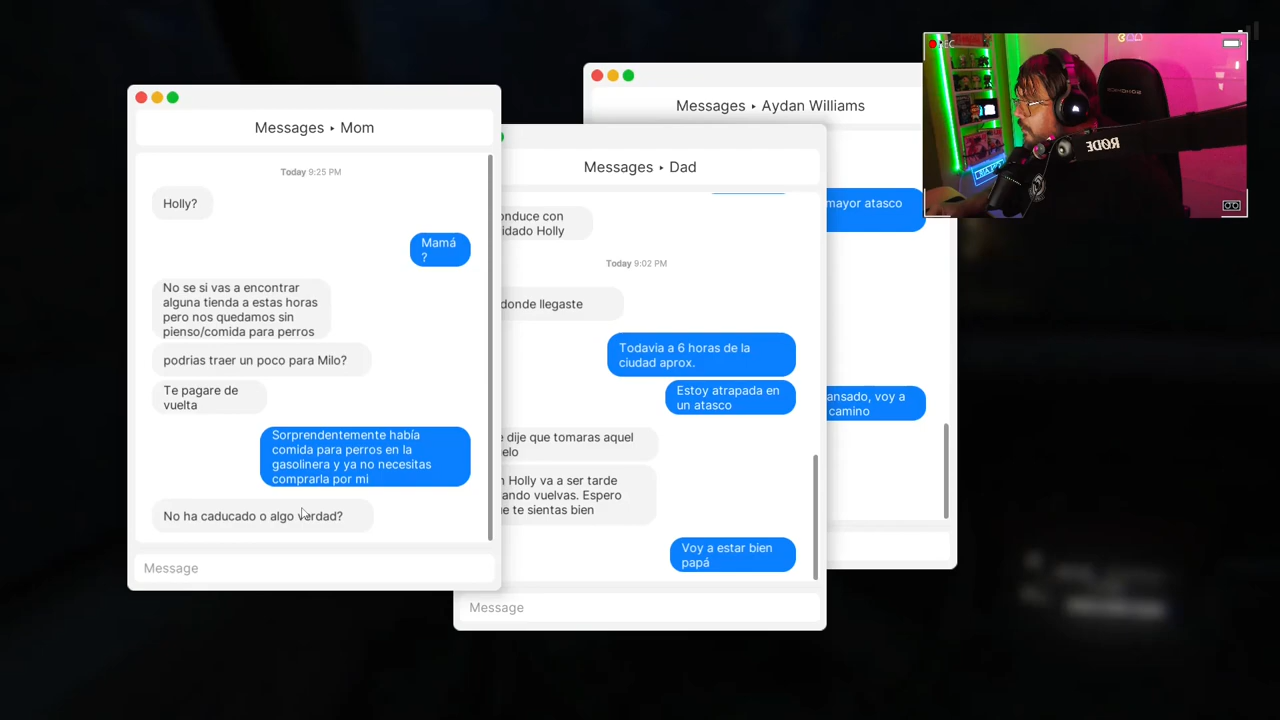 Messages ▸ Mom
Today 9:25 PM
Holly?
Mamá
?
No se si vas a encontrar
alguna tienda a estas horas
pero nos quedamos sin
pienso/comida para perros
podrias traer un poco para Milo?
Te pagare de
vuelta
Sorprendentemente había
comida para perros en la
gasolinera y ya no necesitas
comprarla por mi
No ha caducado o algo verdad?
Message
Messages ▸ Dad
onduce con
idado Holly
Today 9:02 PM
donde llegaste
Todavia a 6 horas de la
ciudad aprox.
Estoy atrapada en
un atasco
e dije que tomaras aquel
elo
n Holly va a ser tarde
ando vuelvas. Espero
e te sientas bien
Voy a estar bien
papá
Message
Messages ▸ Aydan Williams
mayor atasco
ansado, voy a
camino
REC
RØDE